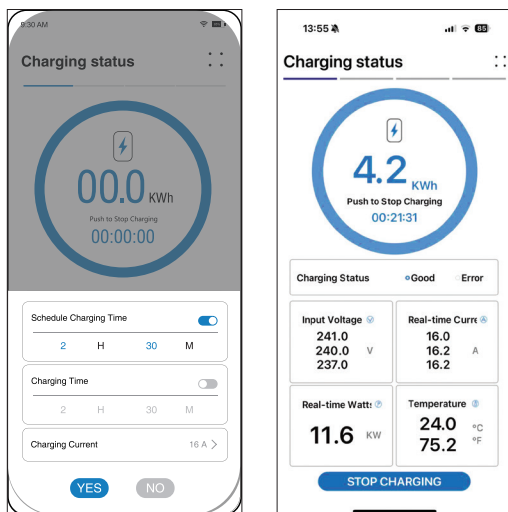 9:30 AM
Charging status
00.0 KWh
Push to Stop Charging
00:00:00
Schedule Charging Time
2 H 30 M
Charging Time
2 H 30 M
Charging Current 16 A >
YES NO
13:55 85
Charging status
4.2 KWh
Push to Stop Charging
00:21:31
Charging Status Good Error
Input Voltage V
241.0
240.0 V
237.0
Real-time Curre A
16.0
16.2 A
16.2
Real-time Watts P
11.6 KW
Temperature
24.0 °C
75.2 °F
STOP CHARGING